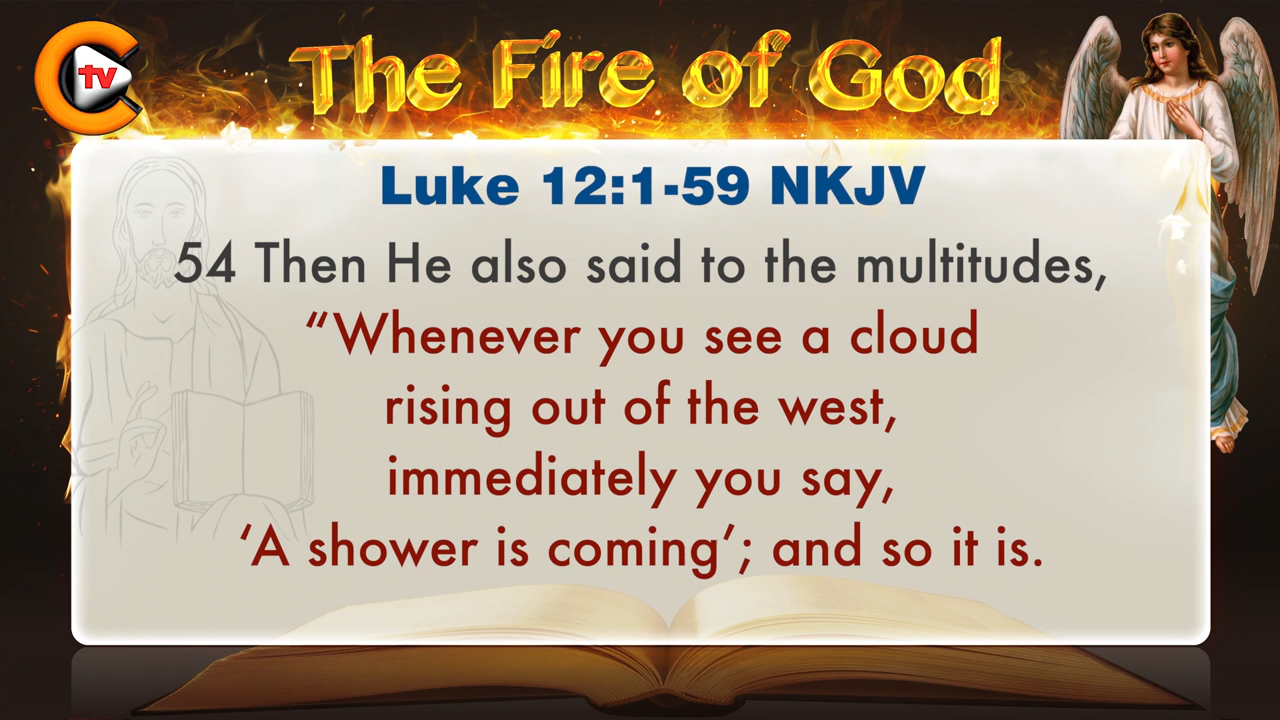 tv
The Fire of God
Luke 12:1-59 NKJV
54 Then He also said to the multitudes,
“Whenever you see a cloud
rising out of the west,
immediately you say,
‘A shower is coming’; and so it is.